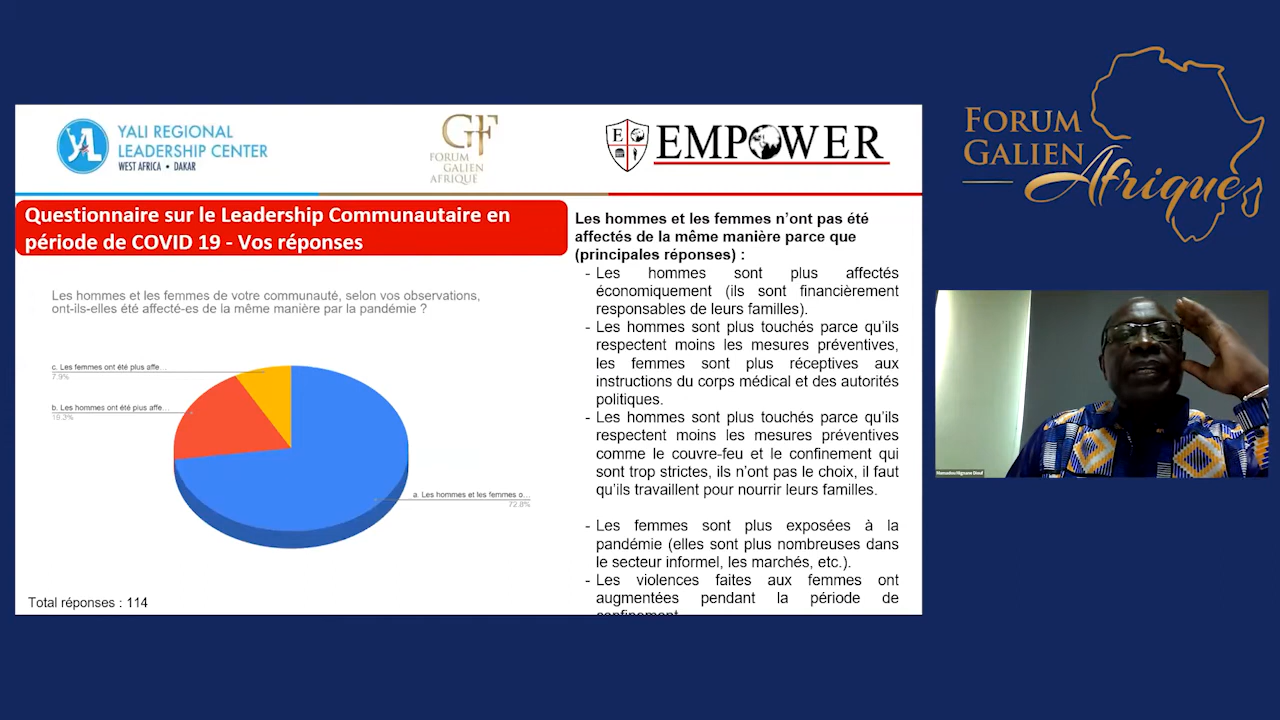 YALI REGIONAL
LEADERSHIP CENTER
WEST AFRICA • DAKAR
GF
FORUM
GALIEN
AFRIQUE
E
EMPOWER
FORUM
GALIEN
Afriques
Questionnaire sur le Leadership Communautaire en
période de COVID 19 - Vos réponses
Les hommes et les femmes de votre communauté, selon vos observations,
ont-ils-elles été affecté-es de la même manière par la pandémie ?
c. Les femmes ont été plus affe…
7.9%
b. Les hommes ont été plus affe…
19.3%
a. Les hommes et les femmes o…
72.8%
Total réponses : 114
Les hommes et les femmes n’ont pas été
affectés de la même manière parce que
(principales réponses) :
- Les hommes sont plus affectés
économiquement (ils sont financièrement
responsables de leurs familles).
- Les hommes sont plus touchés parce qu’ils
respectent moins les mesures préventives,
les femmes sont plus réceptives aux
instructions du corps médical et des autorités
politiques.
- Les hommes sont plus touchés parce qu’ils
respectent moins les mesures préventives
comme le couvre-feu et le confinement qui
sont trop strictes, ils n’ont pas le choix, il faut
qu’ils travaillent pour nourrir leurs familles.
- Les femmes sont plus exposées à la
pandémie (elles sont plus nombreuses dans
le secteur informel, les marchés, etc.).
- Les violences faites aux femmes ont
augmentées pendant la période de
confinement